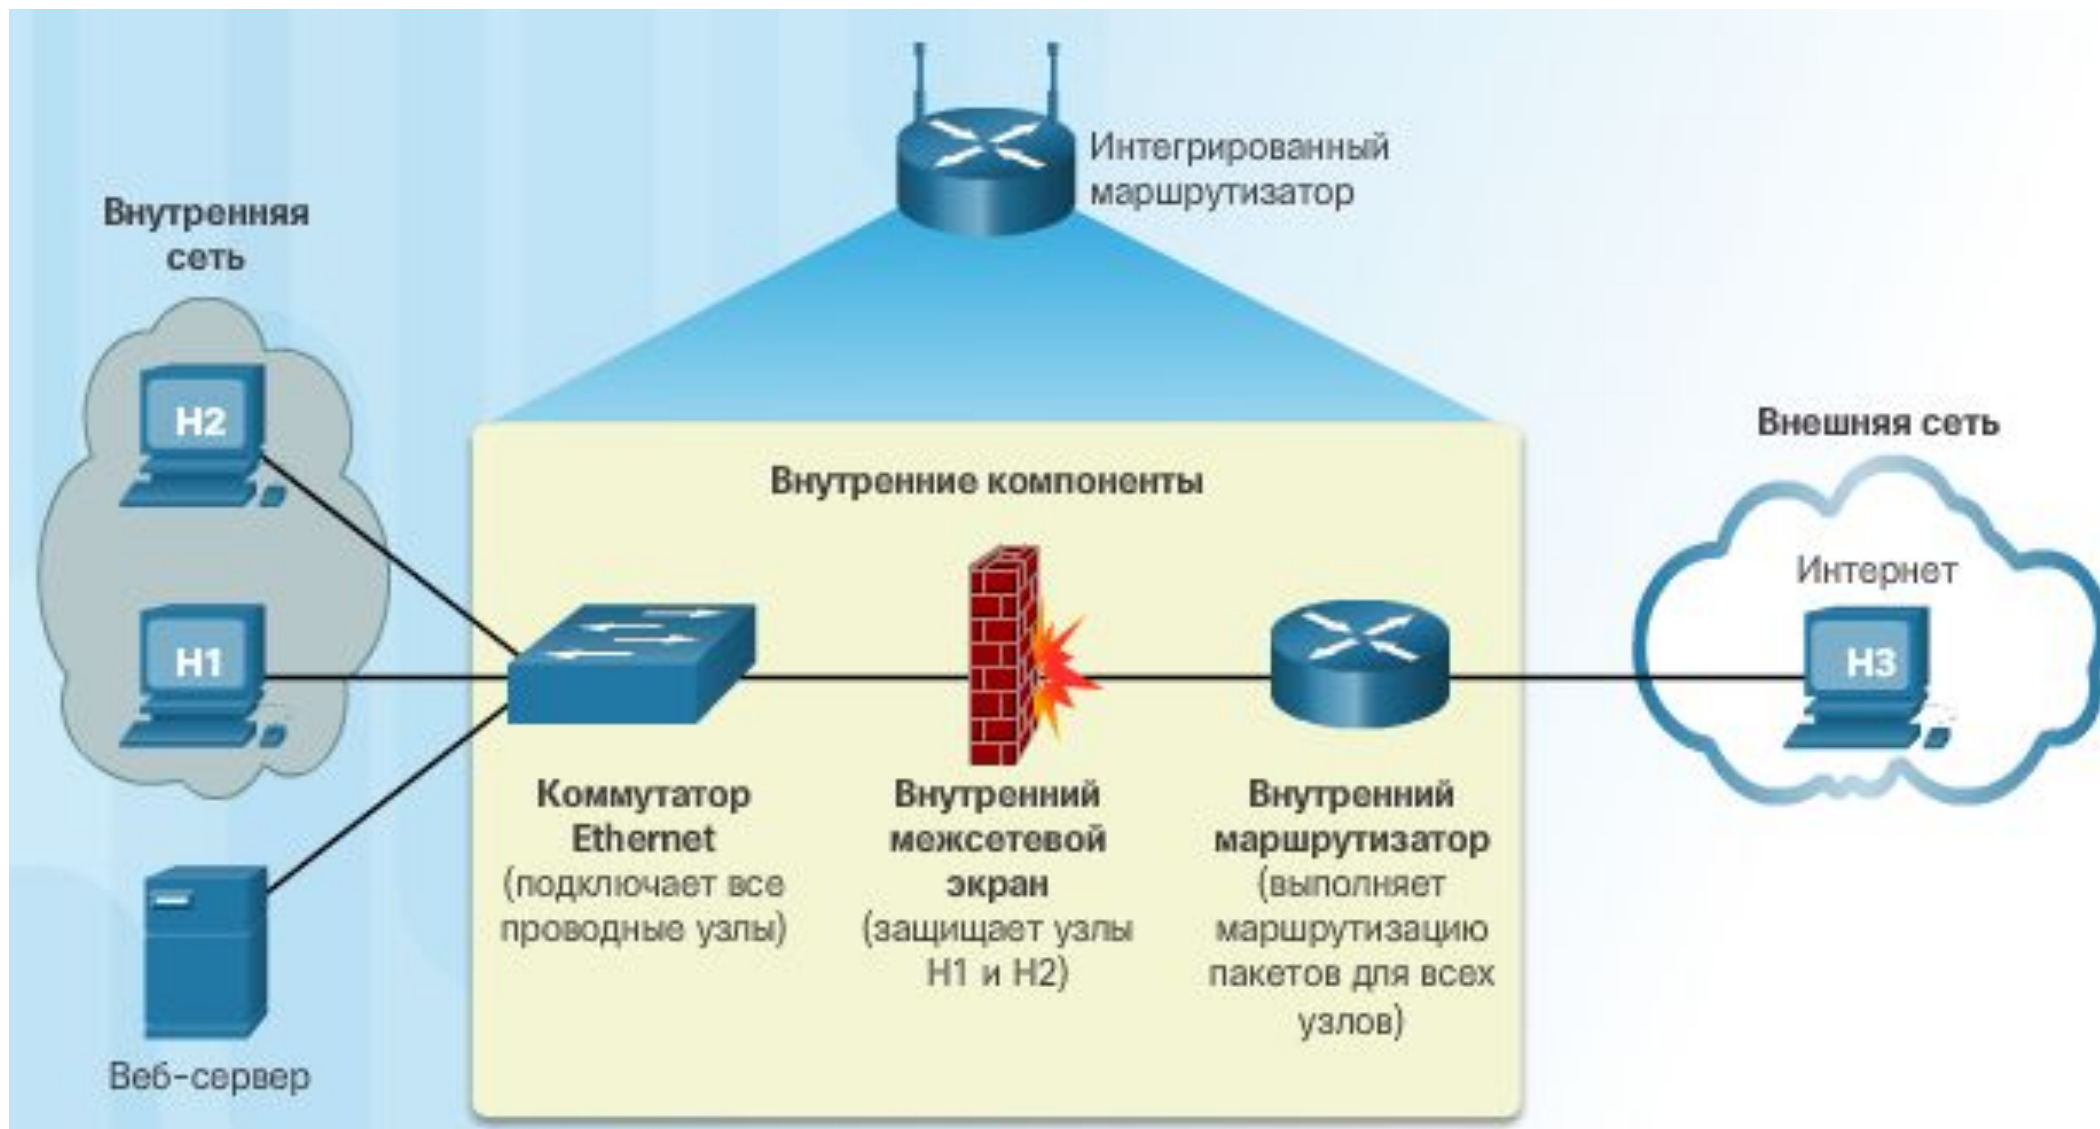 Интегрированный
маршрутизатор
Внутренняя
сеть
H2
H1
Веб-сервер
Внутренние компоненты
Коммутатор
Ethernet
(подключает все
проводные узлы)
Внутренний
межсетевой
экран
(защищает узлы
H1 и H2)
Внутренний
маршрутизатор
(выполняет
маршрутизацию
пакетов для всех
узлов)
Внешняя сеть
Интернет
H3